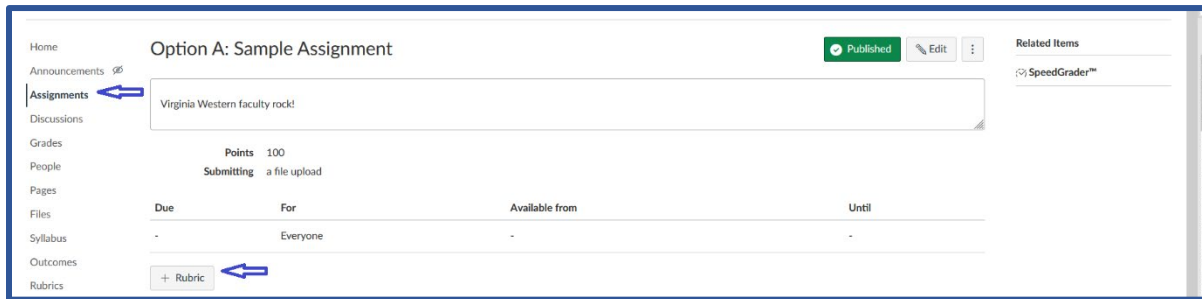 Home
Announcements
Assignments
Discussions
Grades
People
Pages
Files
Syllabus
Outcomes
Rubrics
Option A: Sample Assignment
Published
Edit
Virginia Western faculty rock!
Points 100
Submitting a file upload
Due For Available from Until
- Everyone - -
+ Rubric
Related Items
SpeedGrader™